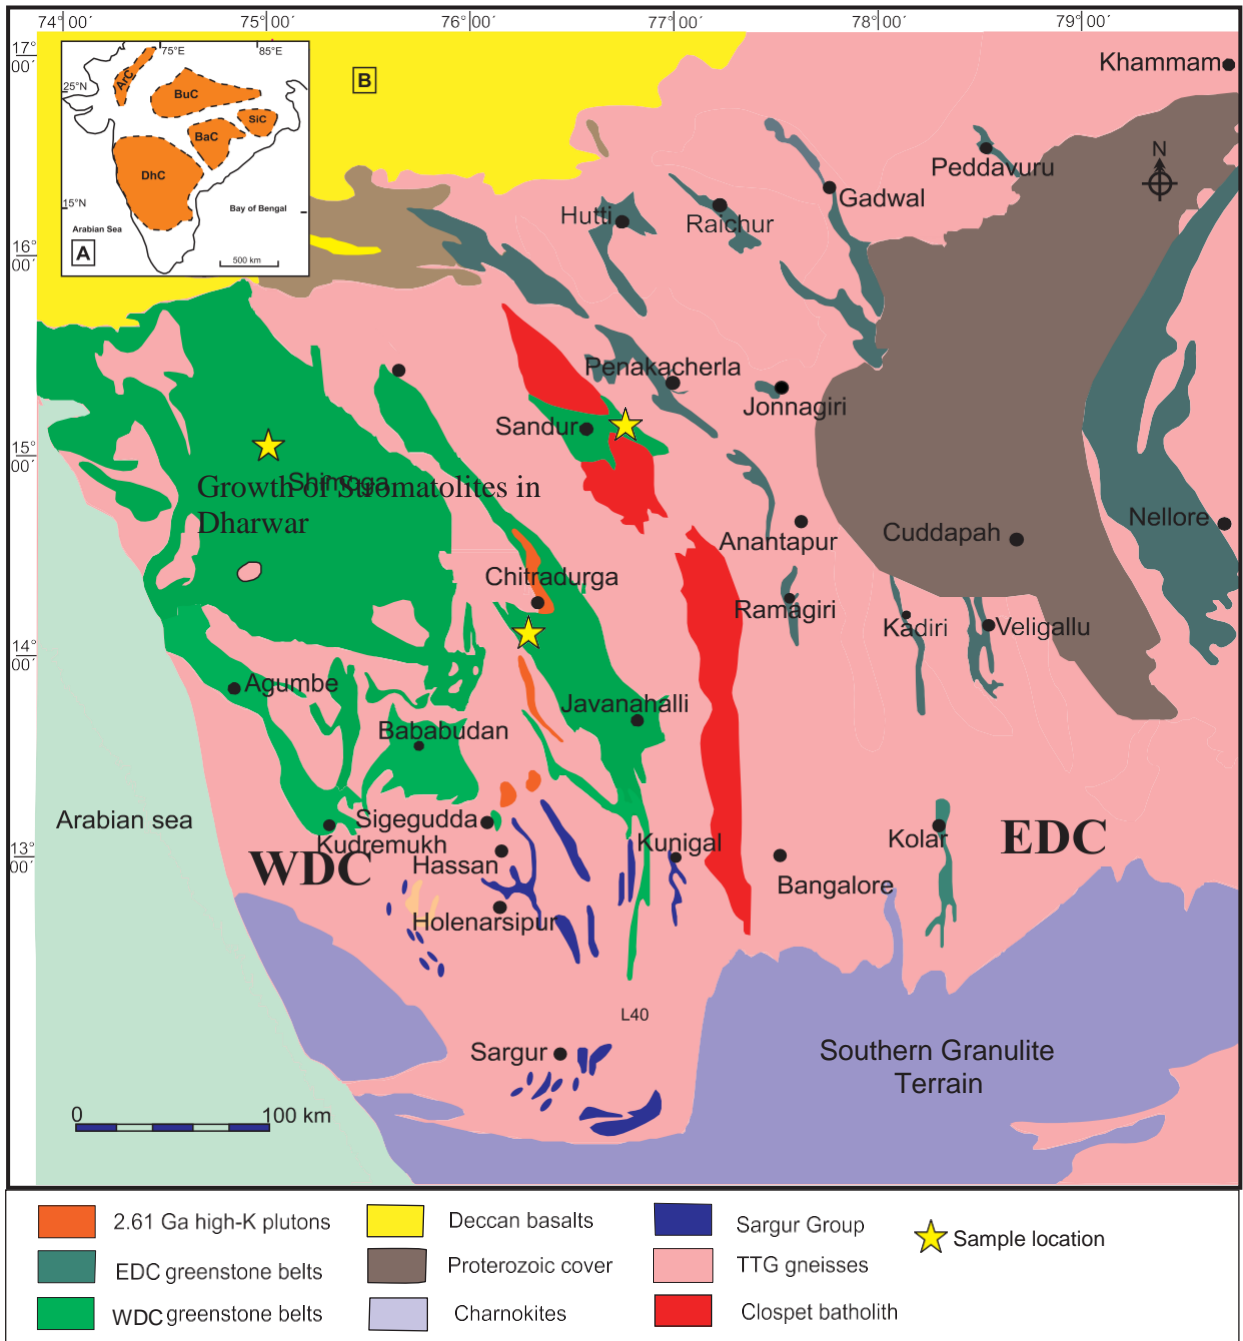 74° 00´ 75° 00´ 76° 00´ 77° 00´ 78° 00´ 79° 00´
17° 00´
16° 00´
15° 00´
14° 00´
13° 00´
75°E
85°E
25°N
15°N
ArC
BuC
SiC
BaC
DhC
Bay of Bengal
Arabian Sea
A
500 km
B
Khammam
N
Peddavuru
Gadwal
Hutti
Raichur
Penakacherla
Jonnagiri
Sandur
Shimoga
Growth of Stromatolites in
Dharwar
Nellore
Cuddapah
Anantapur
Chitradurga
Ramagiri
Kadiri
Veligallu
Agumbe
Javanahalli
Bababudan
Arabian sea
Sigegudda
Kudremukh
WDC
Hassan
Kunigal
Kolar
EDC
Bangalore
Holenarsipur
L40
Sargur
Southern Granulite
Terrain
0 100 km
2.61 Ga high-K plutons
EDC greenstone belts
WDC greenstone belts
Deccan basalts
Proterozoic cover
Charnokites
Sargur Group
TTG gneisses
Clospet batholith
Sample location